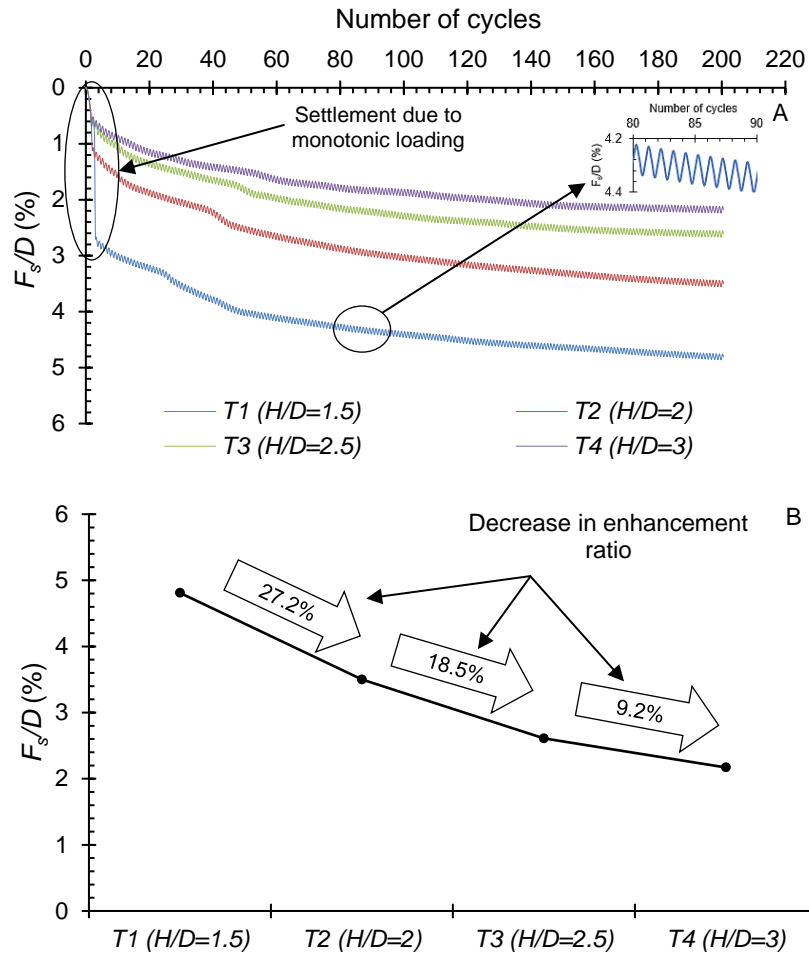 Number of cycles
0 20 40 60 80 100 120 140 160 180 200 220
0
1
2
3
4
5
6
Fs/D (%)
Settlement due to
monotonic loading
A
Number of cycles
80 85 90
4.2
4.4
Fs/D (%)
T1 (H/D=1.5)
T2 (H/D=2)
T3 (H/D=2.5)
T4 (H/D=3)
B
6
5
4
3
2
1
0
Fs/D (%)
Decrease in enhancement
ratio
27.2%
18.5%
9.2%
T1 (H/D=1.5) T2 (H/D=2) T3 (H/D=2.5) T4 (H/D=3)